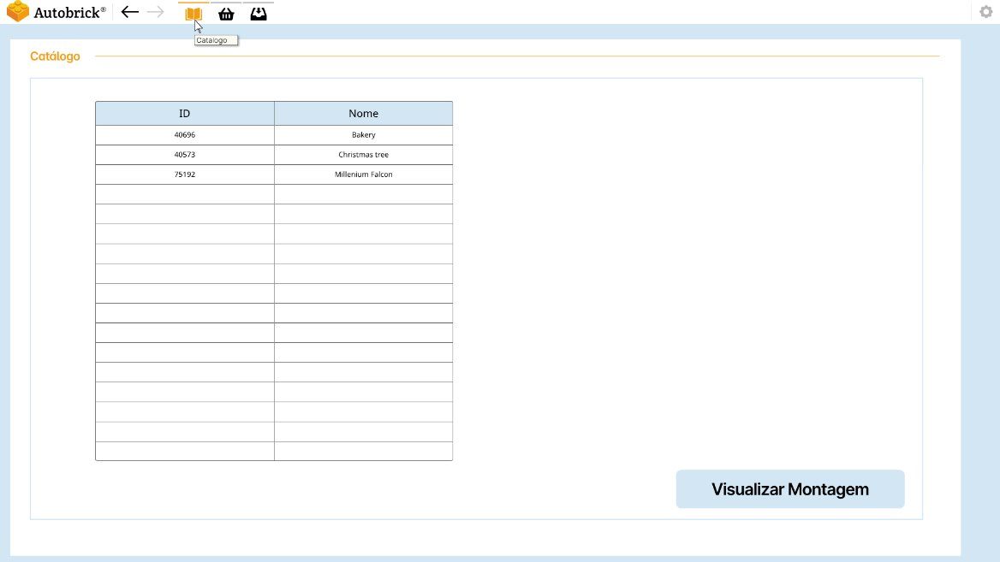 Autobrick®
Catalogo
Catálogo
ID Nome
40696 Bakery
40573 Christmas tree
75192 Millenium Falcon
Visualizar Montagem